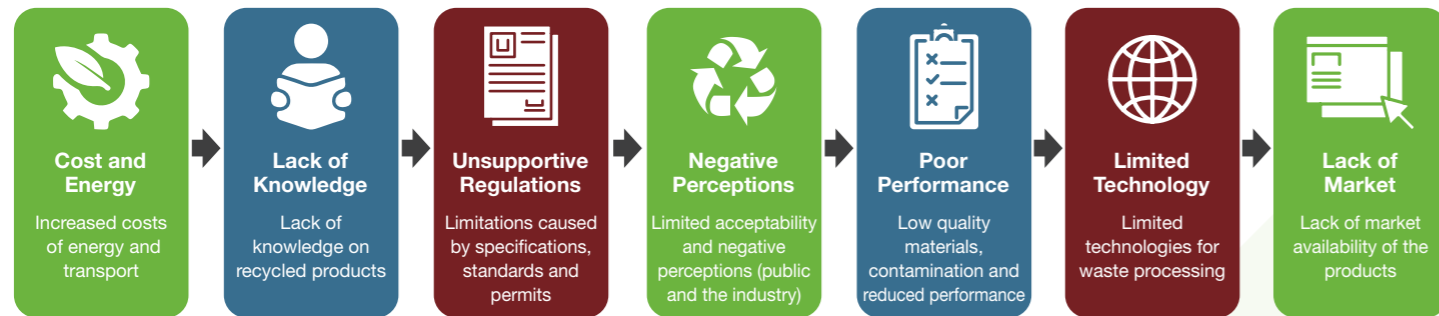 Cost and
Energy
Increased costs
of energy and
transport
Lack of
Knowledge
Lack of
knowledge on
recycled products
Unsupportive
Regulations
Limitations caused
by specifications,
standards and
permits
Negative
Perceptions
Limited acceptability
and negative
perceptions (public
and the industry)
Poor
Performance
Low quality
materials,
contamination and
reduced performance
Limited
Technology
Limited
technologies for
waste processing
Lack of
Market
Lack of market
availability of the
products